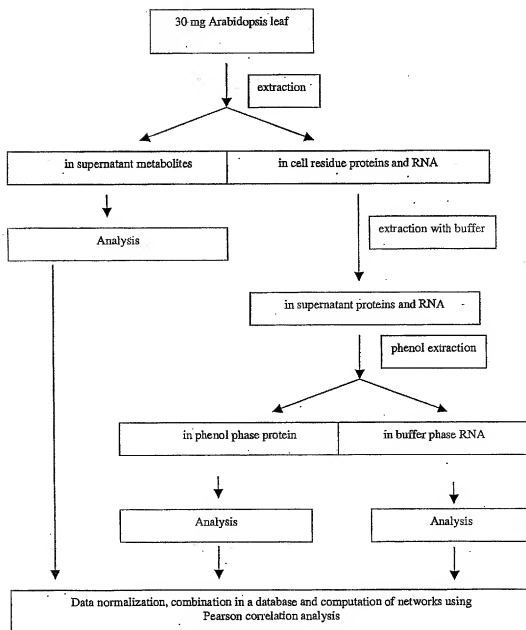 30 mg Arabidopsis leaf
extraction
in supernatant metabolites
in cell residue proteins and RNA
Analysis
extraction with buffer
in supernatant proteins and RNA
phenol extraction
in phenol phase protein
in buffer phase RNA
Analysis
Analysis
Data normalization, combination in a database and computation of networks using
Pearson correlation analysis